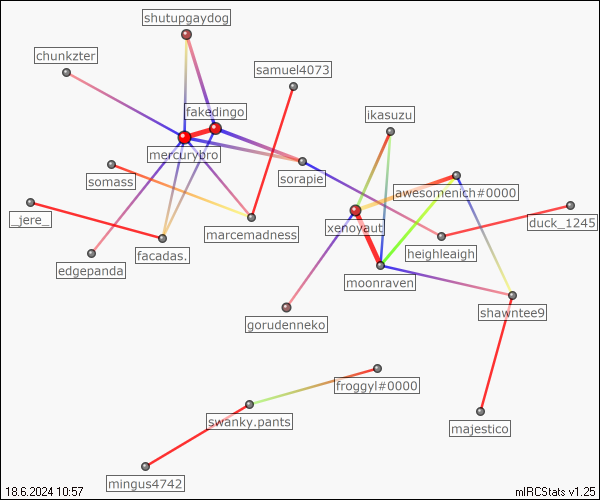 shutupgaydog
chunkzter
samuel4073
fakedingo
ikasuzu
mercurybro
sorapie
somass
awesomenich#0000
_jere_
marcemadness
xenoyaut
duck_1245
facadas.
heighleaigh
edgepanda
moonraven
shawntee9
gorudenneko
froggyl#0000
swanky.pants
majestico
mingus4742
18.6.2024 10:57
mIRCStats v1.25